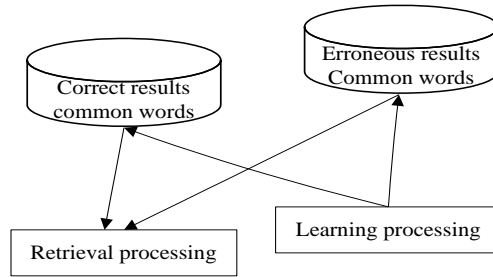 Erroneous results
Common words
Correct results
common words
Learning processing
Retrieval processing